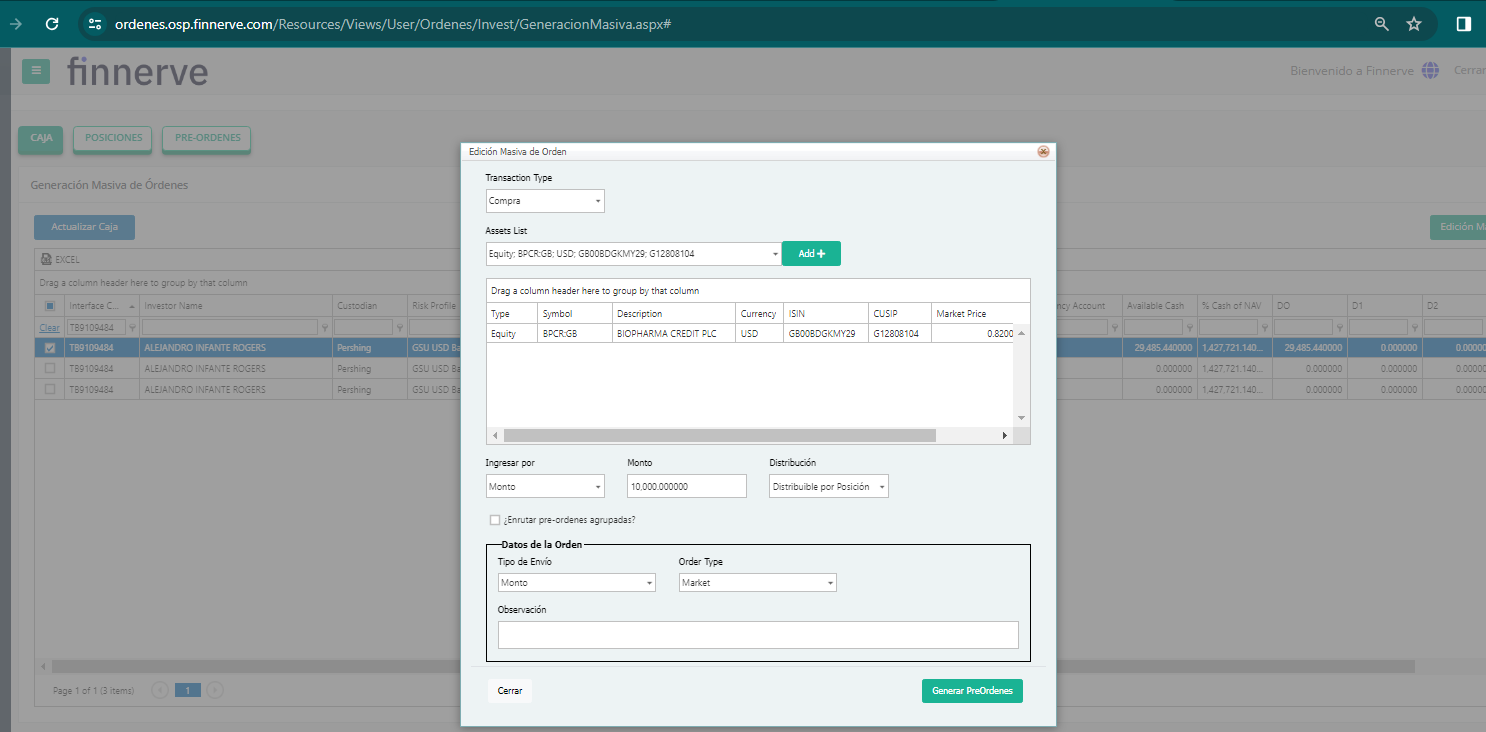 ordenes.osp.finnerve.com/Resources/Views/User/Ordenes/Invest/GeneracionMasiva.aspx#
finnerve
Bienvenido a Finnerve
Cerrar
CAJA POSICIONES PRE-ORDENES
Generación Masiva de Órdenes
Actualizar Caja
EXCEL
Drag a column header here to group by that column
Interface C... Investor Name Custodian Risk Profile
Clear TB9109484
TB9109484 ALEJANDRO INFANTE ROGERS Pershing GSU USD Ba
TB9109484 ALEJANDRO INFANTE ROGERS Pershing GSU USD Ba
TB9109484 ALEJANDRO INFANTE ROGERS Pershing GSU USD Ba
Page 1 of 1 (3 items) 1
Edición Masiva de Orden
Transaction Type
Compra
Assets List
Equity; BPCR:GB; USD; GB00BDGKMY29; G12808104 Add +
Drag a column header here to group by that column
Type Symbol Description Currency ISIN CUSIP Market Price
Equity BPCR:GB BIOPHARMA CREDIT PLC USD GB00BDGKMY29 G12808104 0.8200
Ingresar por Monto Distribución
Monto 10,000.000000 Distribuible por Posición
¿Enrutar pre-ordenes agrupadas?
Datos de la Orden
Tipo de Envío Order Type
Monto Market
Observación
Cerrar Generar PreOrdenes
Edición Ma
ncy Account Available Cash % Cash of NAV DO D1 D2
29,485.440000 1,427,721.140... 29,485.440000 0.000000 0.0000
0.000000 1,427,721.140... 0.000000 0.000000 0.0000
0.000000 1,427,721.140... 0.000000 0.000000 0.0000